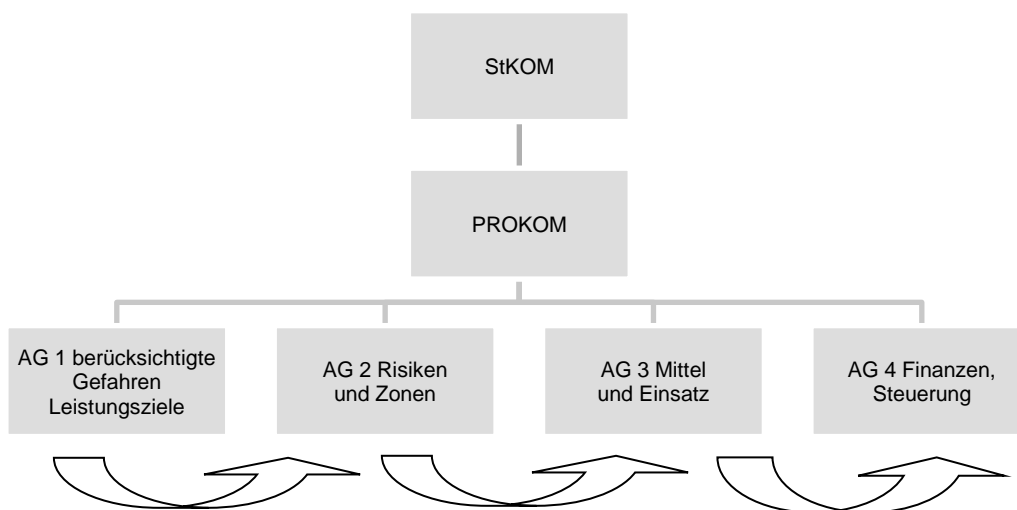 StKOM
PROKOM
AG 1 berücksichtigte
Gefahren
Leistungsziele
AG 2 Risiken
und Zonen
AG 3 Mittel
und Einsatz
AG 4 Finanzen,
Steuerung